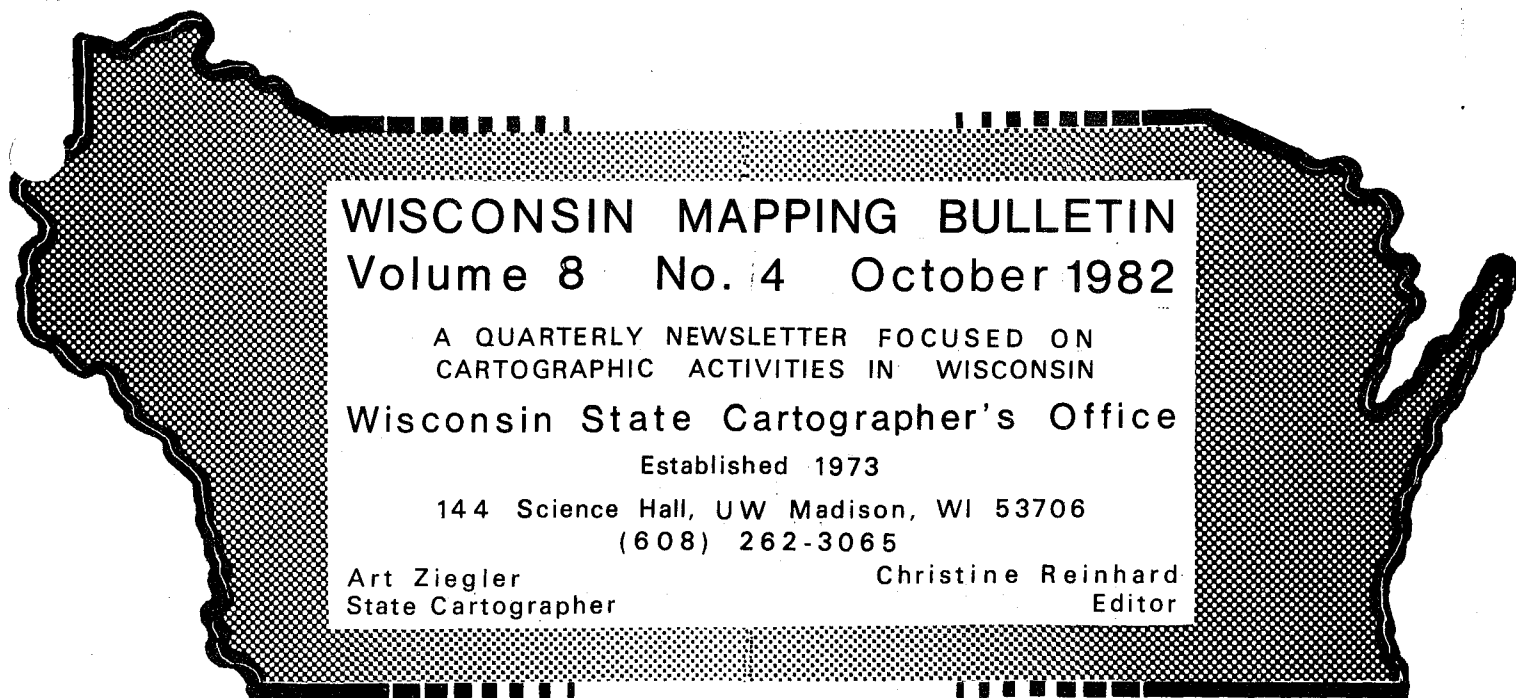 WISCONSIN MAPPING BULLETIN
Volume 8 No. 4 October 1982
A QUARTERLY NEWSLETTER FOCUSED ON
CARTOGRAPHIC ACTIVITIES IN WISCONSIN
Wisconsin State Cartographer's Office
Established 1973
144 Science Hall, UW Madison, WI 53706
(608) 262-3065
Art Ziegler Christine Reinhard
State Cartographer Editor